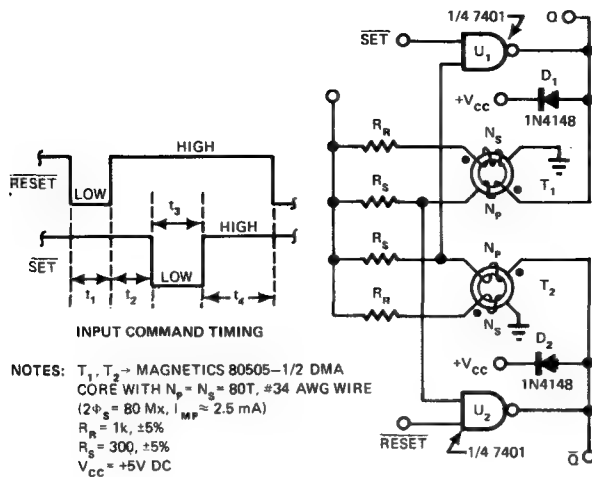 1/4 7401
Q
SET
U1
D1
+VCC
1N4148
RR
NS
T1
RS
NP
HIGH
RESET
LOW
t3
HIGH
SET
LOW
t1
t2
t4
INPUT COMMAND TIMING
RS
NP
T2
RR
NS
D2
+VCC
1N4148
U2
RESET
1/4 7401
Q
NOTES: T1, T2 → MAGNETICS 80505–1/2 DMA
CORE WITH NP = NS = 80T, #34 AWG WIRE
(2ΦS = 80 Mx, IMP ≈ 2.5 mA)
RR = 1k, ±5%
RS = 300, ±5%
VCC = +5V DC